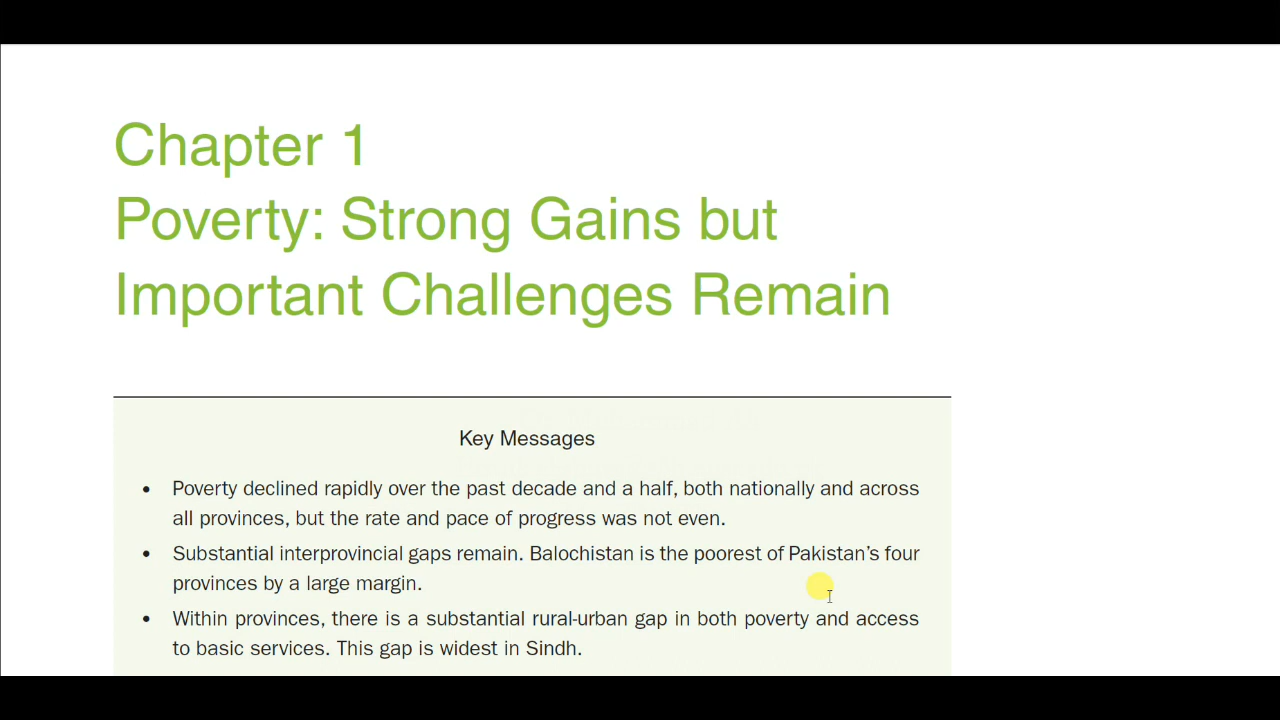 Chapter 1
Poverty: Strong Gains but
Important Challenges Remain
Key Messages
• Poverty declined rapidly over the past decade and a half, both nationally and across
all provinces, but the rate and pace of progress was not even.
• Substantial interprovincial gaps remain. Balochistan is the poorest of Pakistan’s four
provinces by a large margin.
• Within provinces, there is a substantial rural-urban gap in both poverty and access
to basic services. This gap is widest in Sindh.